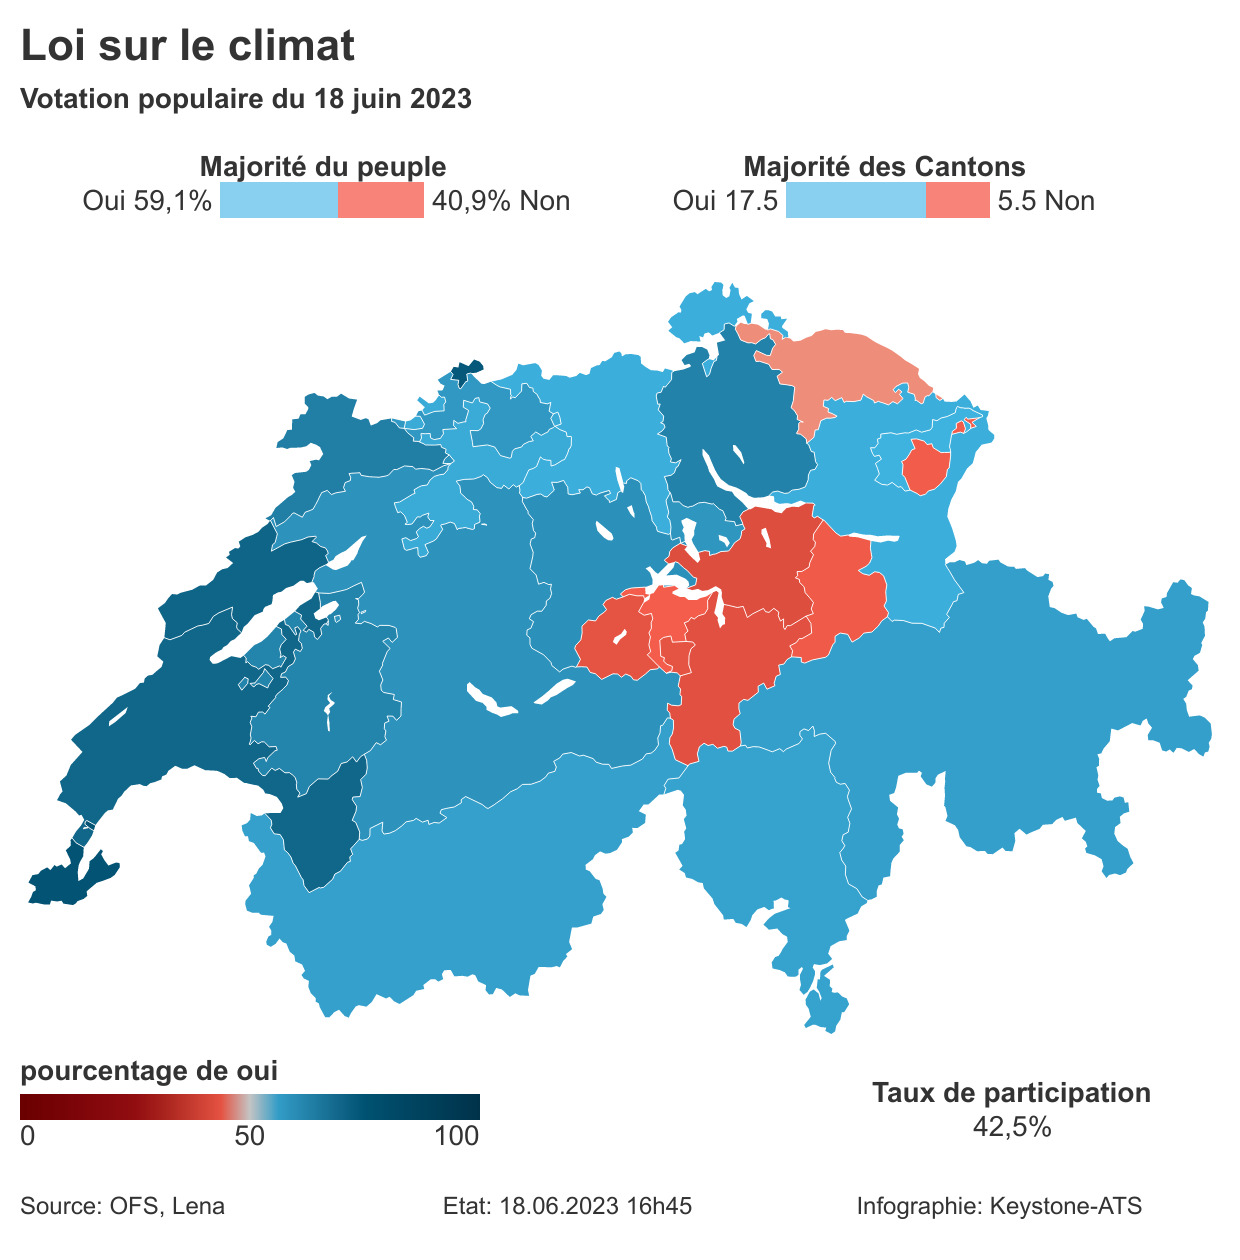 Loi sur le climat
Votation populaire du 18 juin 2023
Majorité du peuple
Oui 59,1% 40,9% Non
Majorité des Cantons
Oui 17.5 5.5 Non
pourcentage de oui
0 50 100
Taux de participation
42,5%
Source: OFS, Lena
Etat: 18.06.2023 16h45
Infographie: Keystone-ATS